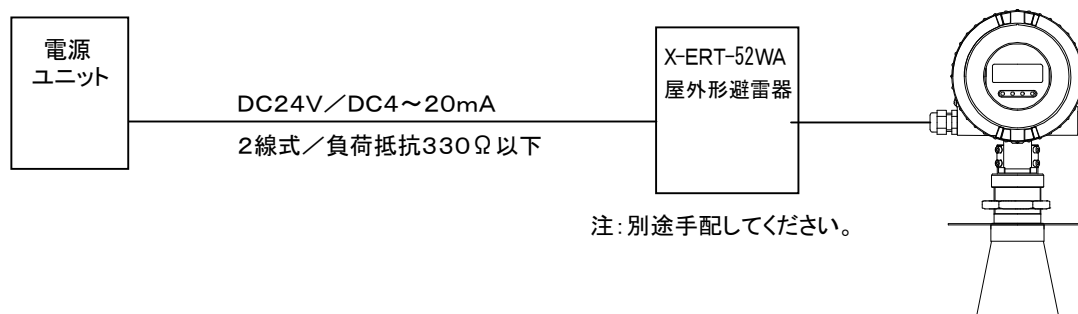 電源
ユニット
DC24V/DC4~20mA
2線式/負荷抵抗330Ω以下
X-ERT-52WA
屋外形避雷器
注:別途手配してください。